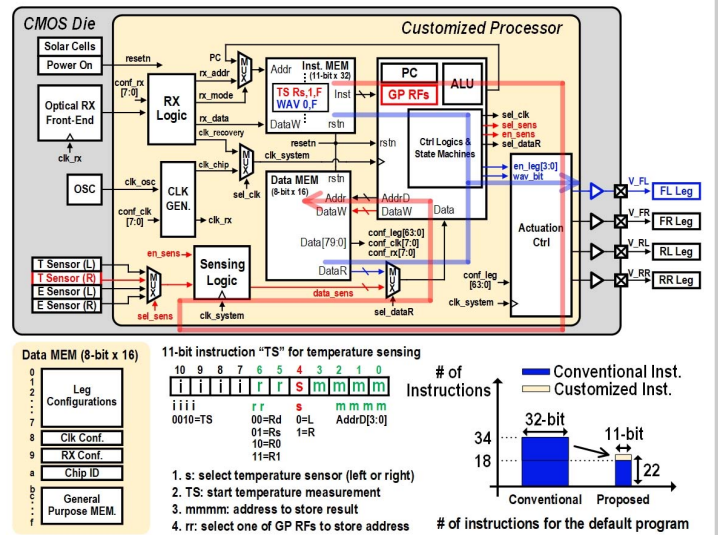 CMOS Die
Customized Processor
Solar Cells
Power On
resetn
PC
MUX
Addr
Inst. MEM
(11-bit x 32)
PC
ALU
conf_rx
[7:0]
rx_addr
TS Rs,1,F
WAV 0,F
Inst
GP RFs
Optical RX
Front-End
RX
Logic
rx_mode
rx_data
DataW
rstn
sel_clk
sel_sens
en_sens
sel_dataR
clk_recovery
resetn
rstn
Ctrl Logics &
State Machines
clk_rx
clk_chip
MUX
clk_system
OSC
clk_osc
CLK
GEN.
sel_clk
Data MEM
(8-bit x 16)
rstn
en_leg[3:0]
wav_bit
V_FL
FL Leg
conf_clk
[7:0]
clk_rx
Addr
AddrD
DataW
DataW
Data
Actuation
Ctrl
V_FR
FR Leg
Data[79:0]
conf_leg[63:0]
conf_clk[7:0]
conf_rx[7:0]
V_RL
RL Leg
en_sens
T Sensor (L)
T Sensor (R)
E Sensor (L)
E Sensor (R)
MUX
Sensing
Logic
DataR
MUX
conf_leg
[63:0]
V_RR
RR Leg
data_sens
clk_system
sel_sens
clk_system
sel_dataR
Data MEM (8-bit x 16)
0
1
2
7
Leg
Configurations
8
Clk Conf.
9
RX Conf.
a
Chip ID
b
c
f
General
Purpose MEM.
11-bit instruction “TS” for temperature sensing
10 9 8 7 6 5 4 3 2 1 0
i i i i r r s m m m m
i i i i r r s m m m m
0010=TS 00=Rd 0=L AddrD[3:0]
01=Rs 1=R
10=R0
11=R1
1. s: select temperature sensor (left or right)
2. TS: start temperature measurement
3. mmmm: address to store result
4. rr: select one of GP RFs to store address
# of
Instructions
Conventional Inst.
Customized Inst.
32-bit
11-bit
34
18
22
Conventional
Proposed
# of instructions for the default program